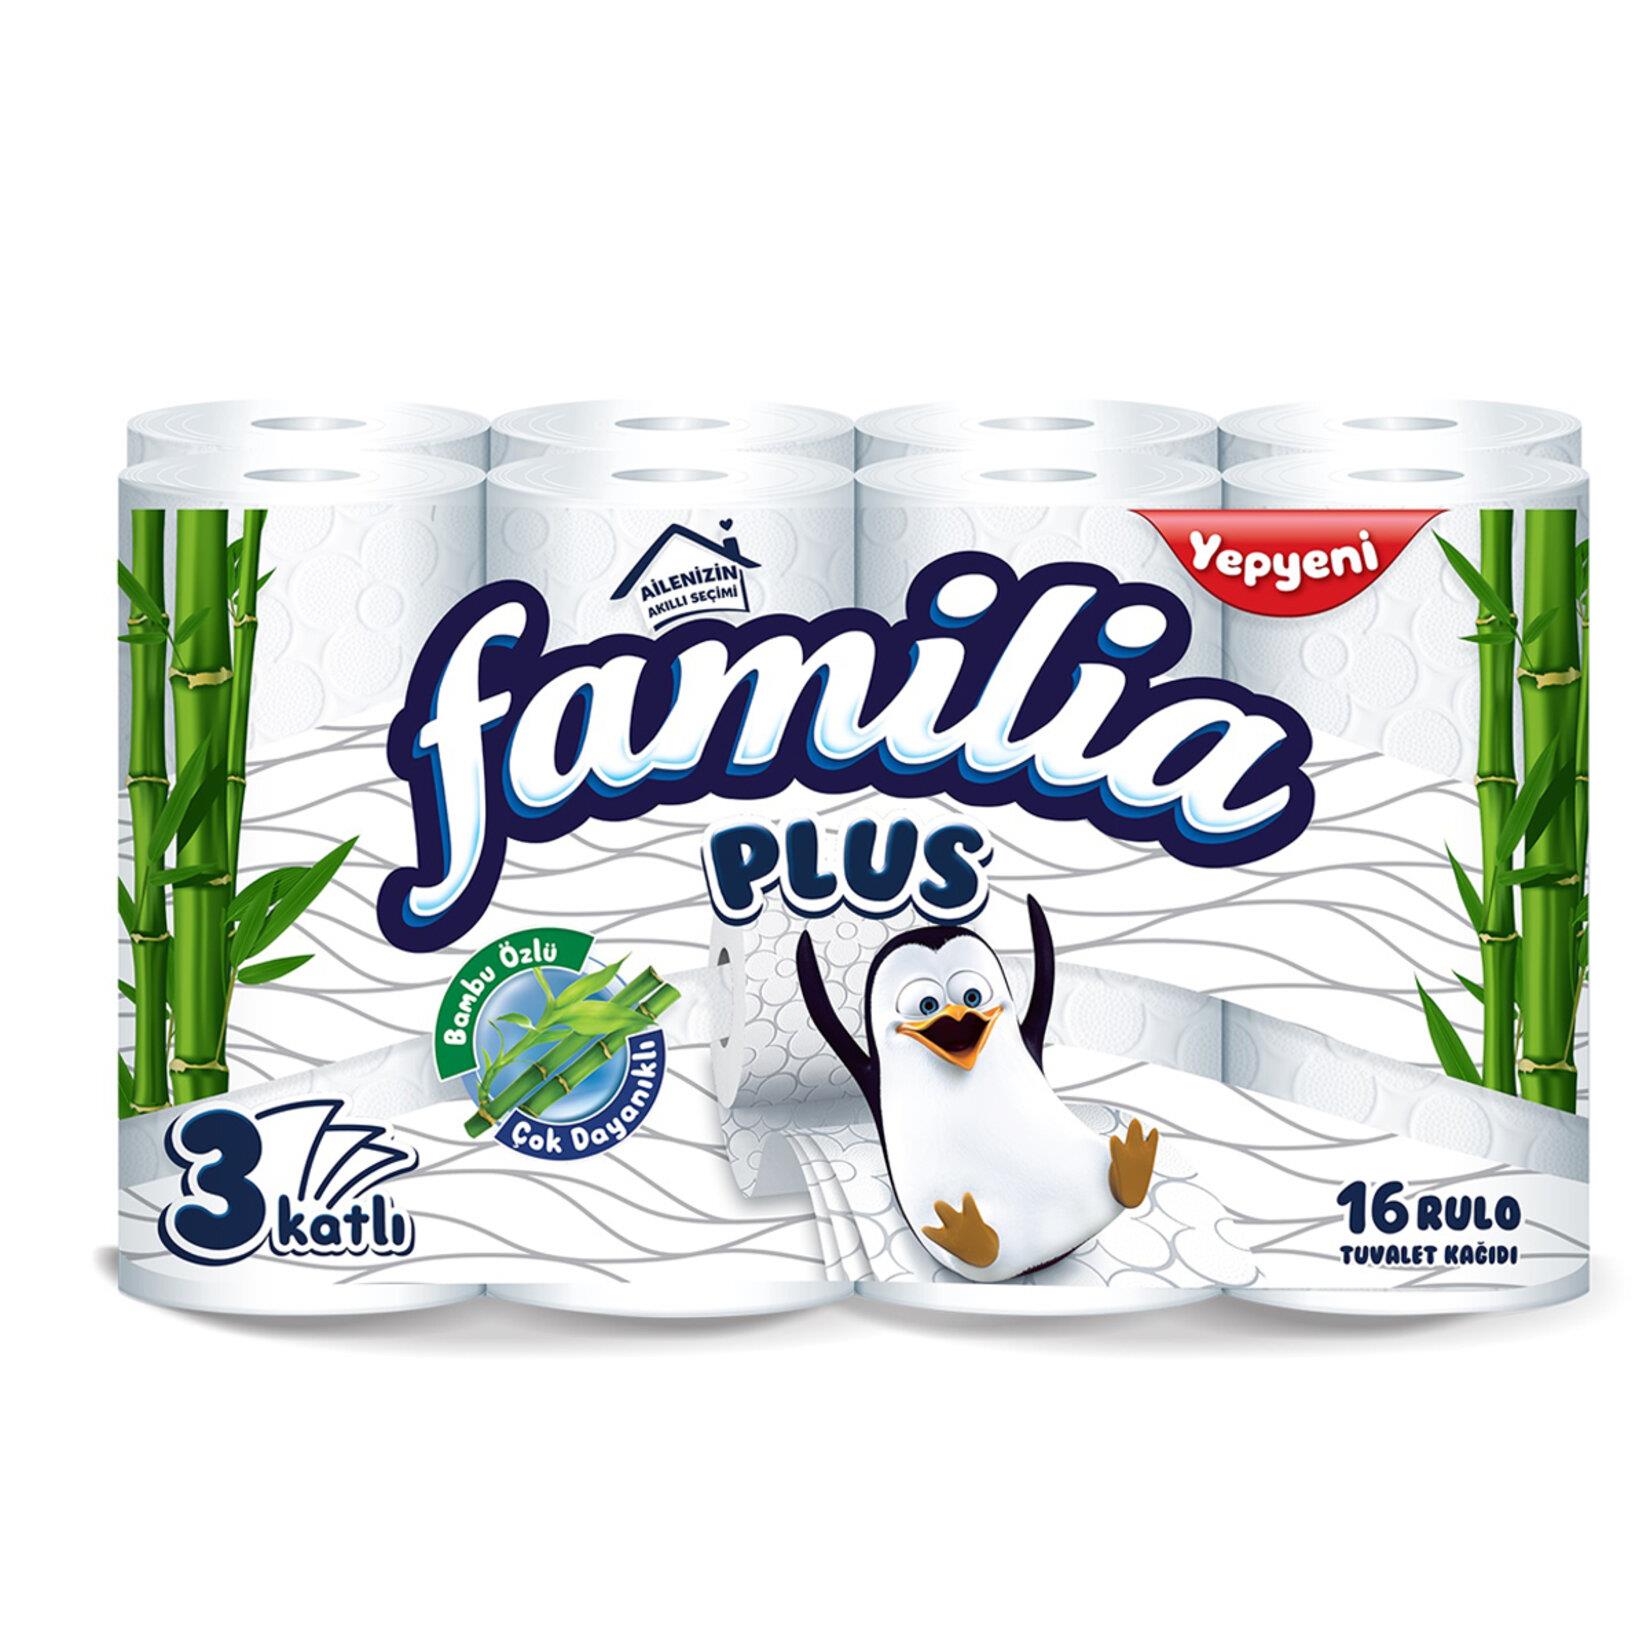 AİLENİZİN
AKILLI SEÇİMİ
Yepyeni
familia
PLUS
Bambu Özlü
Çok Dayanıklı
3 katlı
16 RULO
TUVALET KAĞIDI